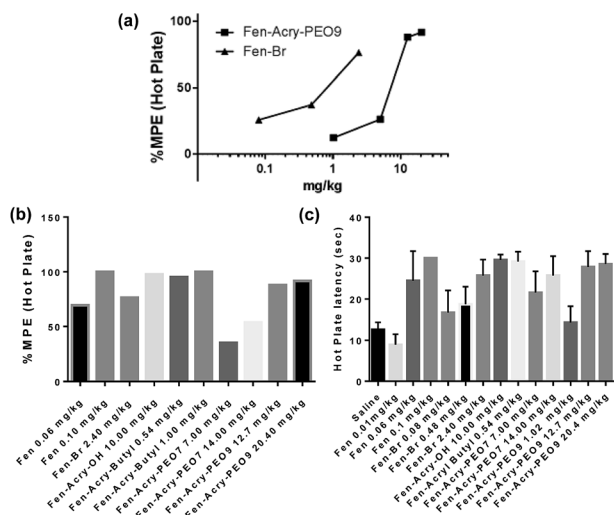 (a)
Fen-Acry-PEO9
Fen-Br
%MPE (Hot Plate)
100
50
0
0.1
1
10
mg/kg
(b)
%MPE (Hot Plate)
150
100
50
0
Fen 0.06 mg/kg
Fen 0.10 mg/kg
Fen-Br 2.40 mg/kg
Fen-Acry-OH 10.00 mg/kg
Fen-Acry-Butyl 0.54 mg/kg
Fen-Acry-Butyl 1.00 mg/kg
Fen-Acry-PEO7 7.00 mg/kg
Fen-Acry-PEO7 14.00 mg/kg
Fen-Acry-PEO9 12.7 mg/kg
Fen-Acry-PEO9 20.40 mg/kg
(c)
Hot Plate latency (sec)
40
30
20
10
0
Saline
Fen 0.01mg/kg
Fen 0.06 mg/kg
Fen 0.1 mg/kg
Fen-Br 0.08 mg/kg
Fen-Br 0.48 mg/kg
Fen-Br 2.40 mg/kg
Fen-Acry-OH 10.00 mg/kg
Fen-Acryl Butyl 0.54 mg/kg
Fen-Acry-PEO7 7.00 mg/kg
Fen-Acry-PEO7 14.00 mg/kg
Fen-Acry-PEO9 1.02 mg/kg
Fen-Acry-PEO9 12.7 mg/kg
Fen-Acry-PEO9 20.4 mg/kg